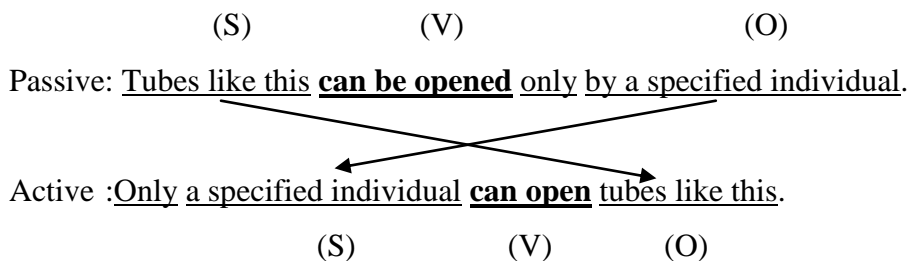 (S) (V) (O)
Passive: Tubes like this can be opened only by a specified individual.
Active :Only a specified individual can open tubes like this.
(S) (V) (O)